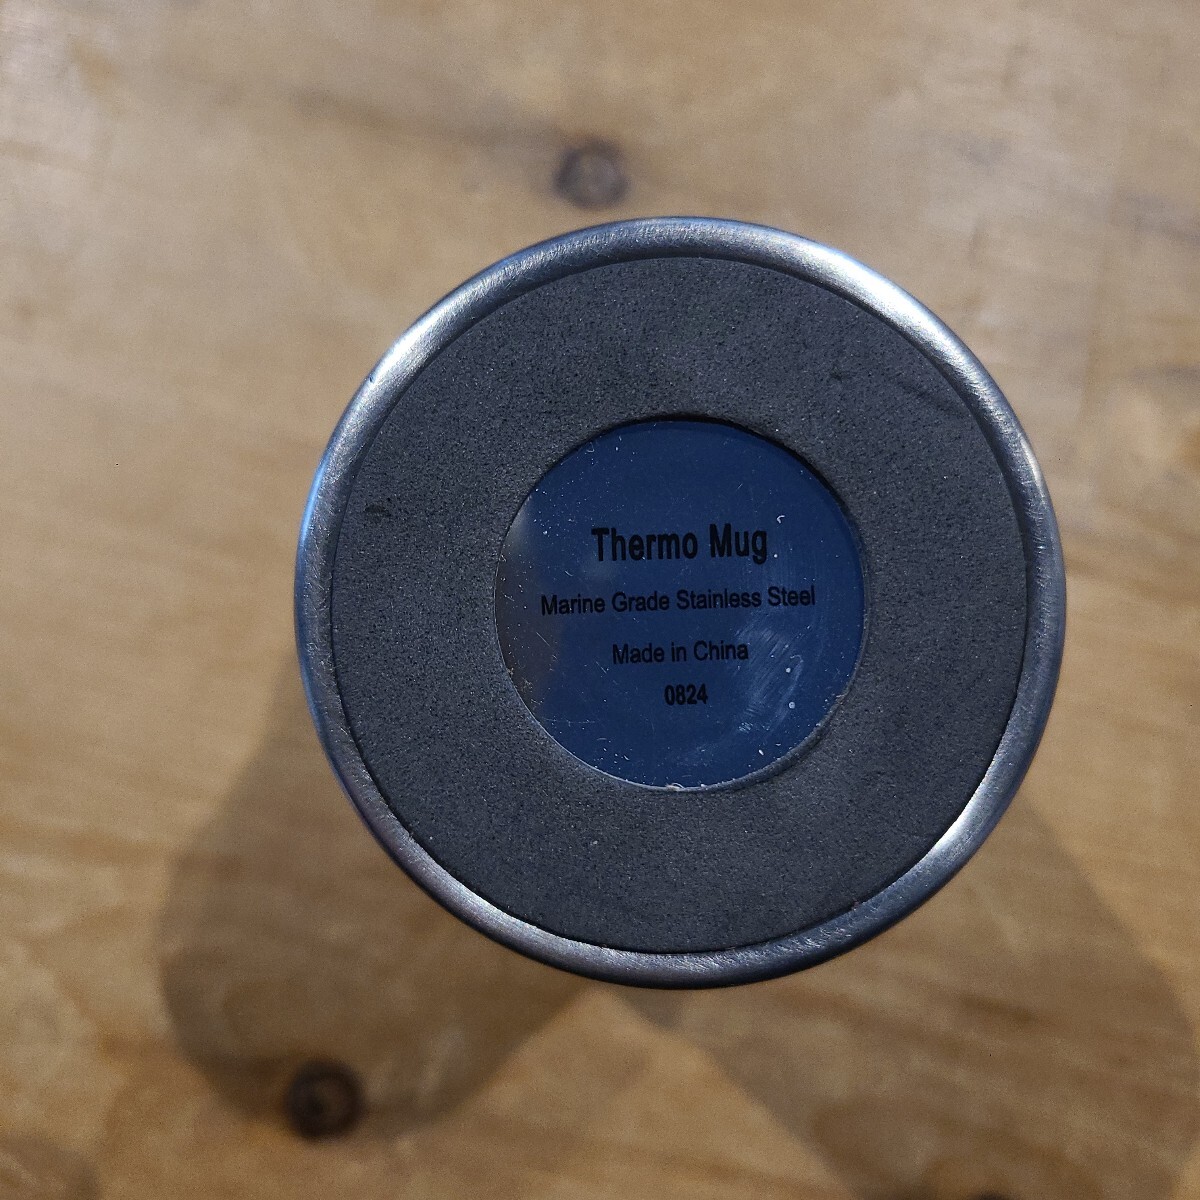 Thermo Mug
Marine Grade Stainless Steel
Made in China
0824